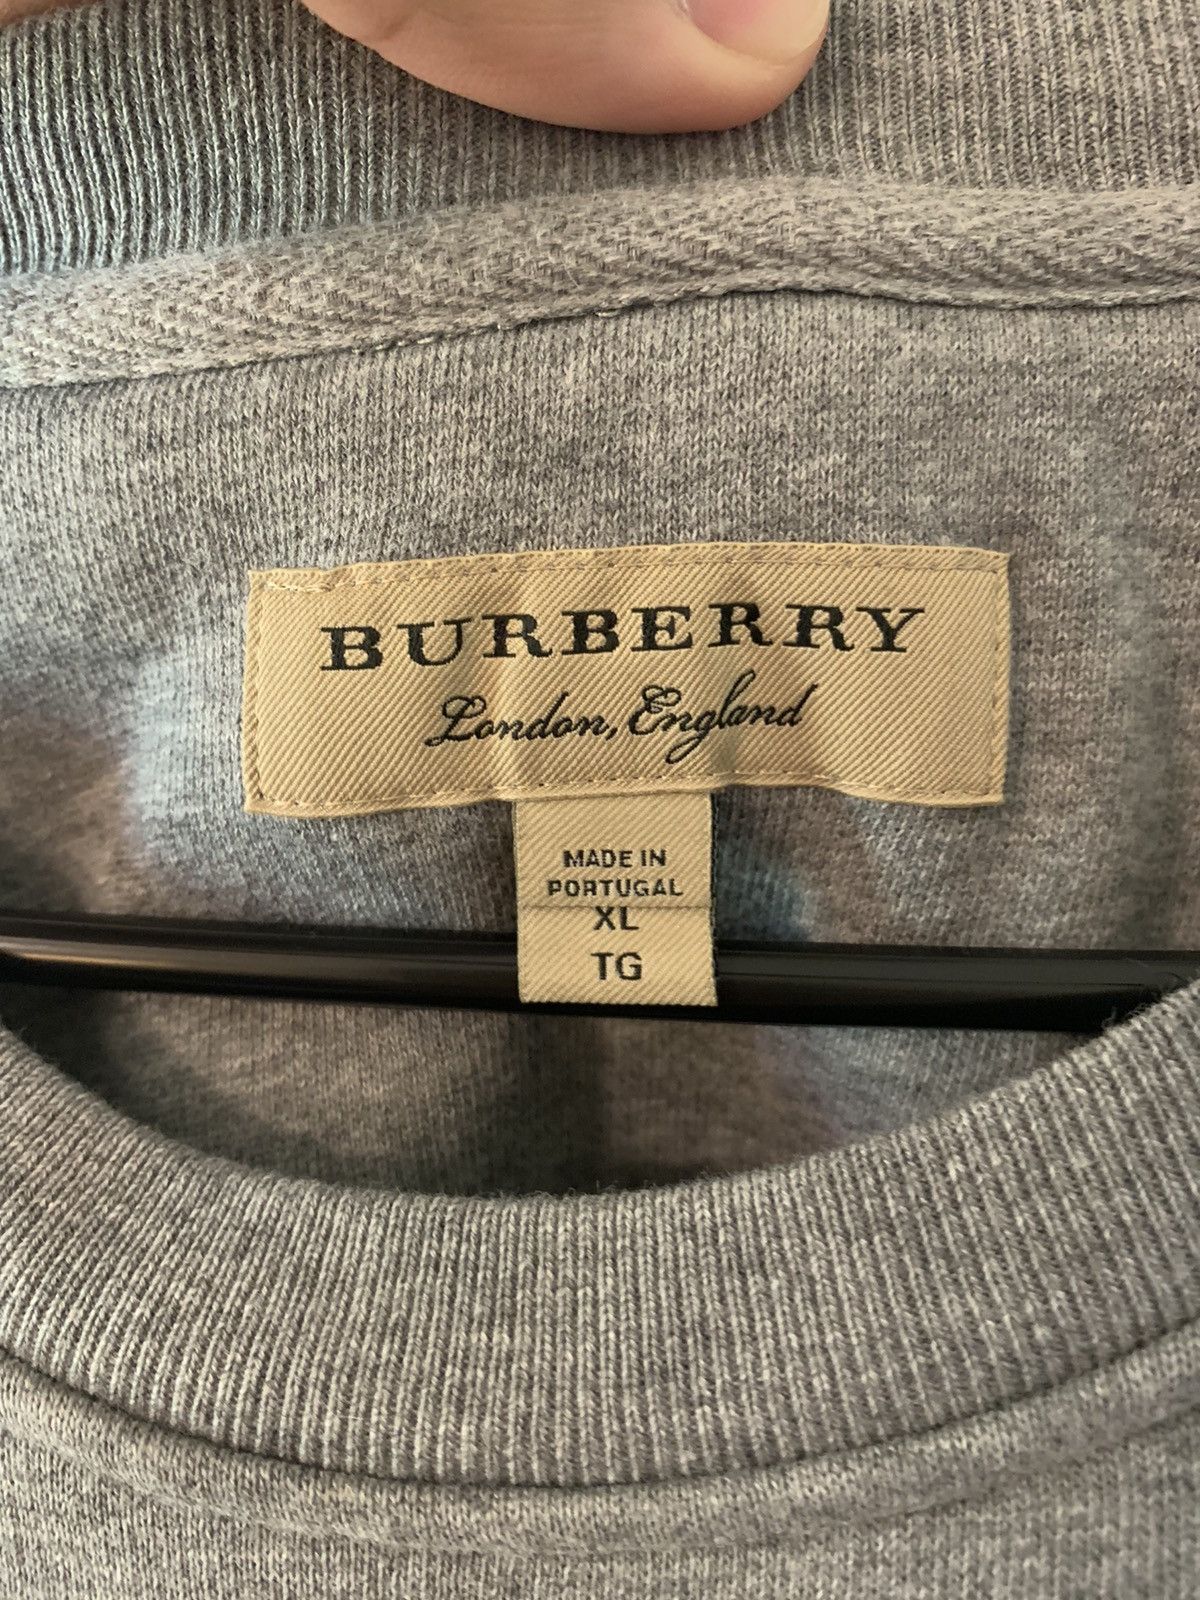 BURBERRY
London, England
MADE IN
PORTUGAL
XL
TG